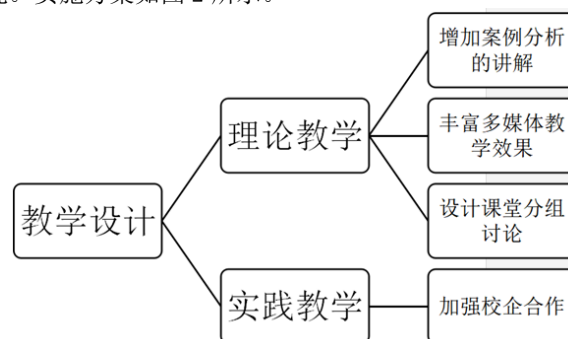 实施方案如图2所示。
增加案例分析
的讲解
理论教学
丰富多媒体教
学效果
教学设计
设计课堂分组
讨论
实践教学
加强校企合作